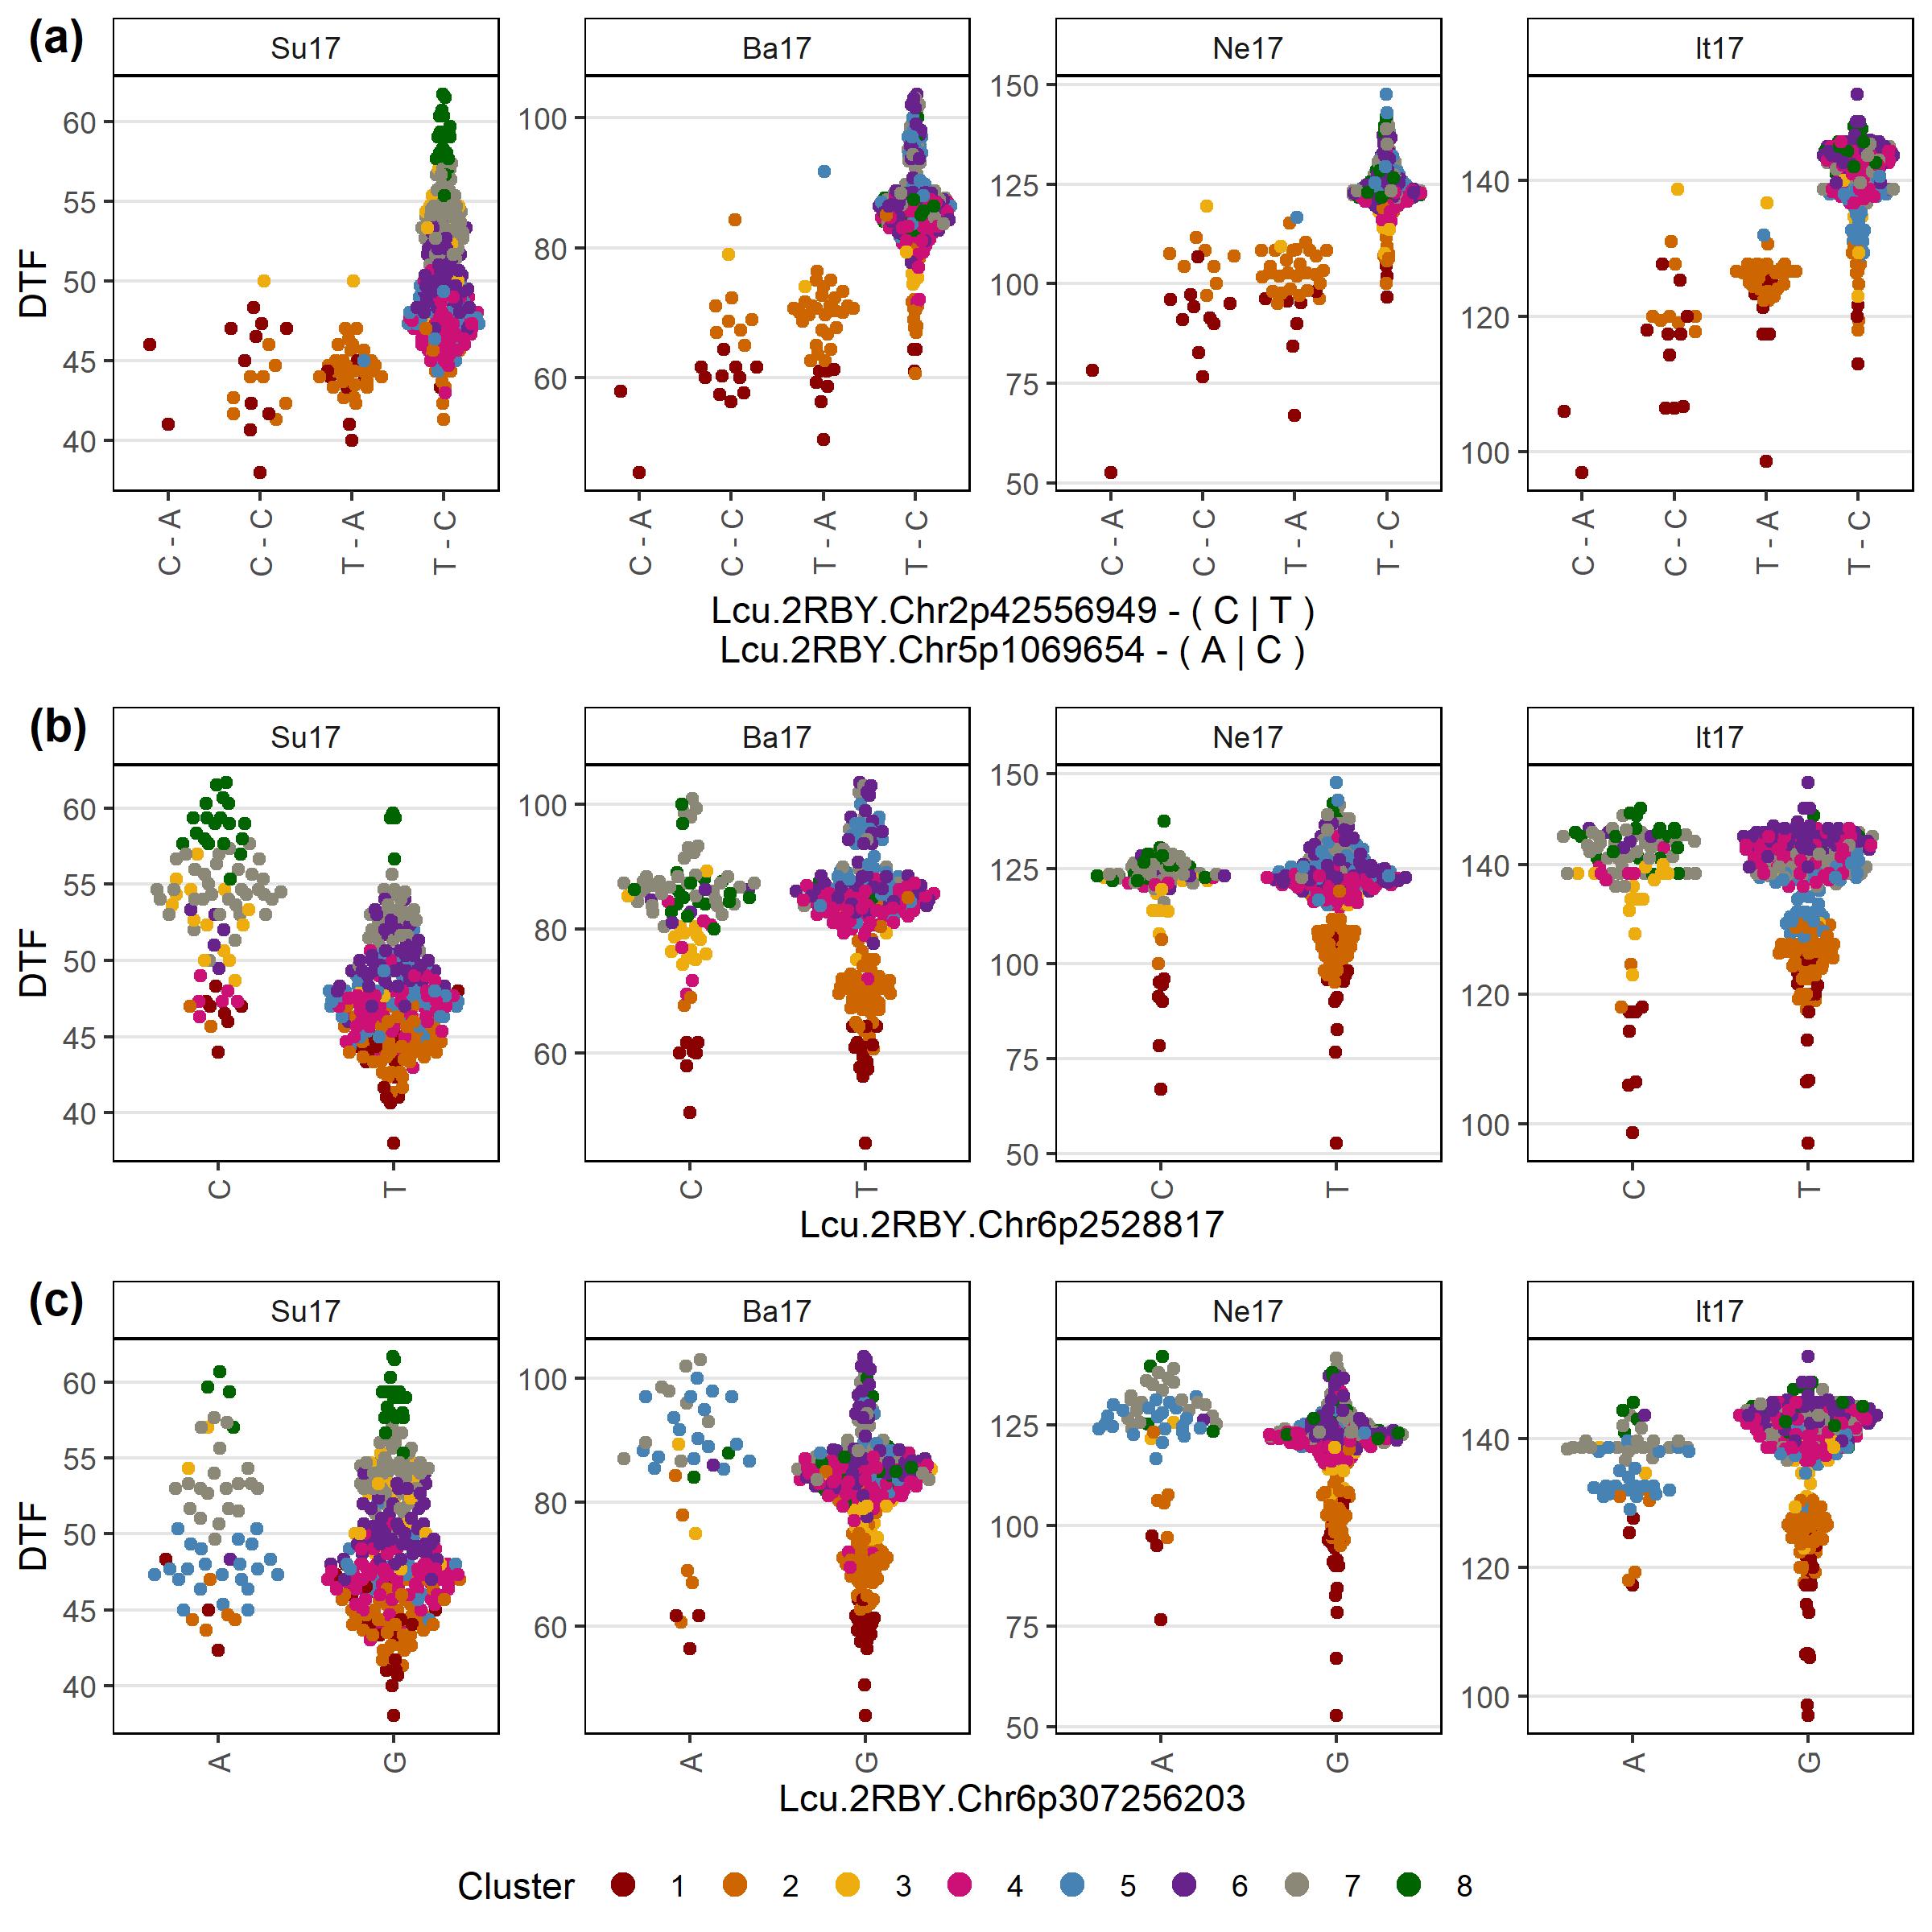 (a)
Su17 Ba17 Ne17 It17
DTF
60
55
50
45
40
100
80
60
150
125
100
75
50
140
120
100
C - A C - C T - A T - C C - A C - C T - A T - C C - A C - C T - A T - C C - A C - C T - A T - C
Lcu.2RBY.Chr2p42556949 - ( C | T )
Lcu.2RBY.Chr5p1069654 - ( A | C )
(b)
Su17 Ba17 Ne17 It17
DTF
60
55
50
45
40
100
80
60
150
125
100
75
50
140
120
100
C T C T C T C T
Lcu.2RBY.Chr6p2528817
(c)
Su17 Ba17 Ne17 It17
DTF
60
55
50
45
40
100
80
60
125
100
75
50
140
120
100
A G A G A G A G
Lcu.2RBY.Chr6p307256203
Cluster 1 2 3 4 5 6 7 8